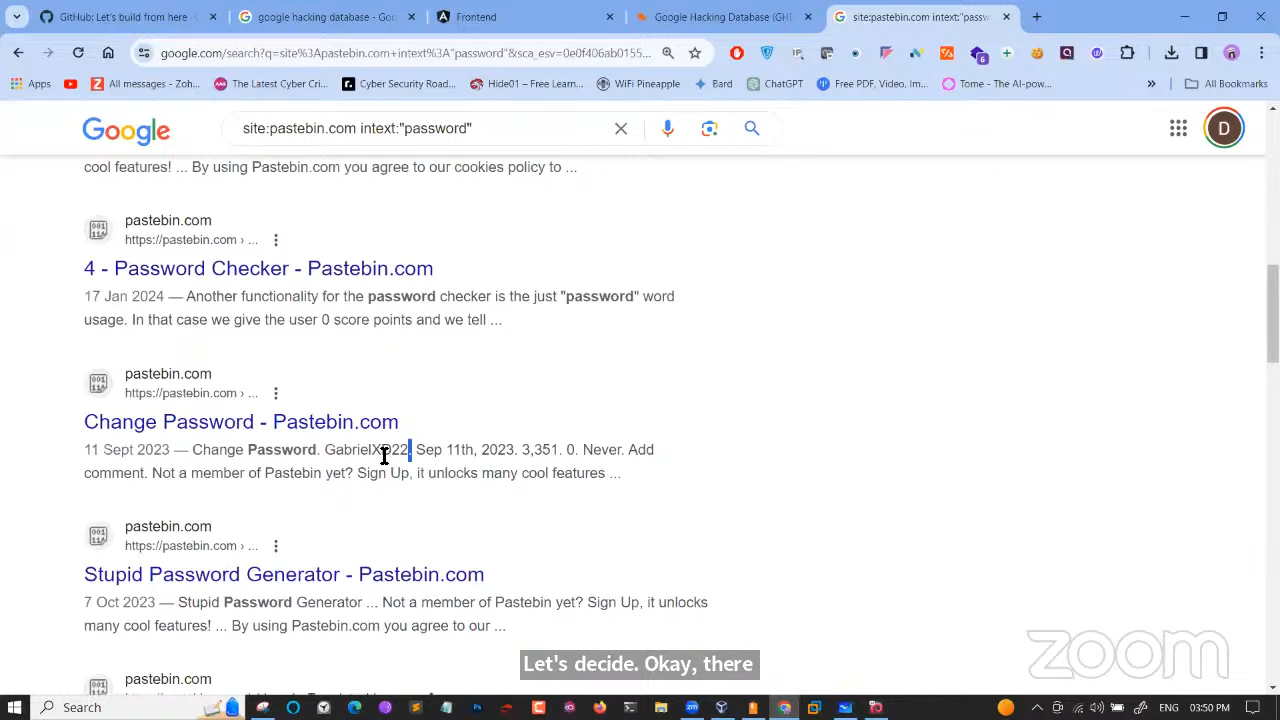 GitHub: Let's build from here ·
google hacking database - Goo
Frontend
Google Hacking Database (GHD
site:pastebin.com intext:"passw
google.com/search?q=site%3Apastebin.com+intext%3A"password"&sca_esv=0e0f406ab0155...
Apps
All messages - Zoh...
The Latest Cyber Cri...
Cyber Security Road...
Hide01 – Free Learn...
WiFi Pineapple
Bard
ChatGPT
Free PDF, Video, Im...
Tome - The AI-pow...
»
All Bookmarks
Google
site:pastebin.com intext:"password"
D
cool features! ... By using Pastebin.com you agree to our cookies policy to ...
pastebin.com
https://pastebin.com › ...
4 - Password Checker - Pastebin.com
17 Jan 2024 — Another functionality for the password checker is the just "password" word
usage. In that case we give the user 0 score points and we tell ...
pastebin.com
https://pastebin.com › ...
Change Password - Pastebin.com
11 Sept 2023 — Change Password. GabrielXD22. Sep 11th, 2023. 3,351. 0. Never. Add
comment. Not a member of Pastebin yet? Sign Up, it unlocks many cool features ...
pastebin.com
https://pastebin.com › ...
Stupid Password Generator - Pastebin.com
7 Oct 2023 — Stupid Password Generator ... Not a member of Pastebin yet? Sign Up, it unlocks
many cool features! ... By using Pastebin.com you agree to our ...
pastebin.com
Let's decide. Okay, there
zoom
Search
ENG
03:50 PM